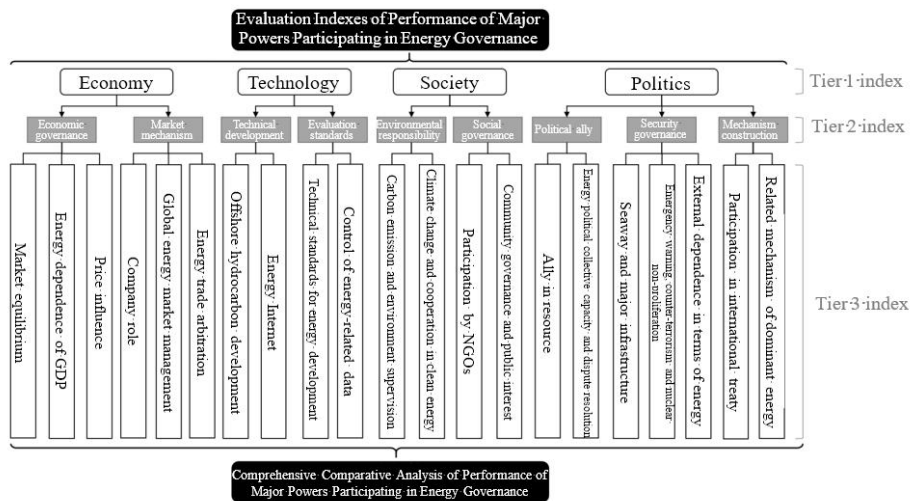 Evaluation Indexes of Performance of Major
Powers Participating in Energy Governance
Economy
Technology
Society
Politics
Tier 1 index
Economic
governance
Market
mechanism
Technical
development
Evaluation
standards
Environmental
responsibility
Social
governance
Political ally
Security
governance
Mechanism
construction
Tier 2 index
Market equilibrium
Energy dependence of GDP
Price influence
Company role
Global energy market management
Energy trade arbitration
Offshore hydrocarbon development
Energy Internet
Technical standards for energy development
Control of energy-related data
Carbon emission and environment supervision
Climate change and cooperation in clean energy
Participation by NGOs
Community governance and public interest
Ally in resource
Energy political collective capacity and dispute resolution
Seaway and major infrastructure
Emergency warning, counter-terrorism, and nuclear
non-proliferation
External dependence in terms of energy
Participation in international treaty
Related mechanism of dominant energy
Tier 3 index
Comprehensive Comparative Analysis of Performance of
Major Powers Participating in Energy Governance